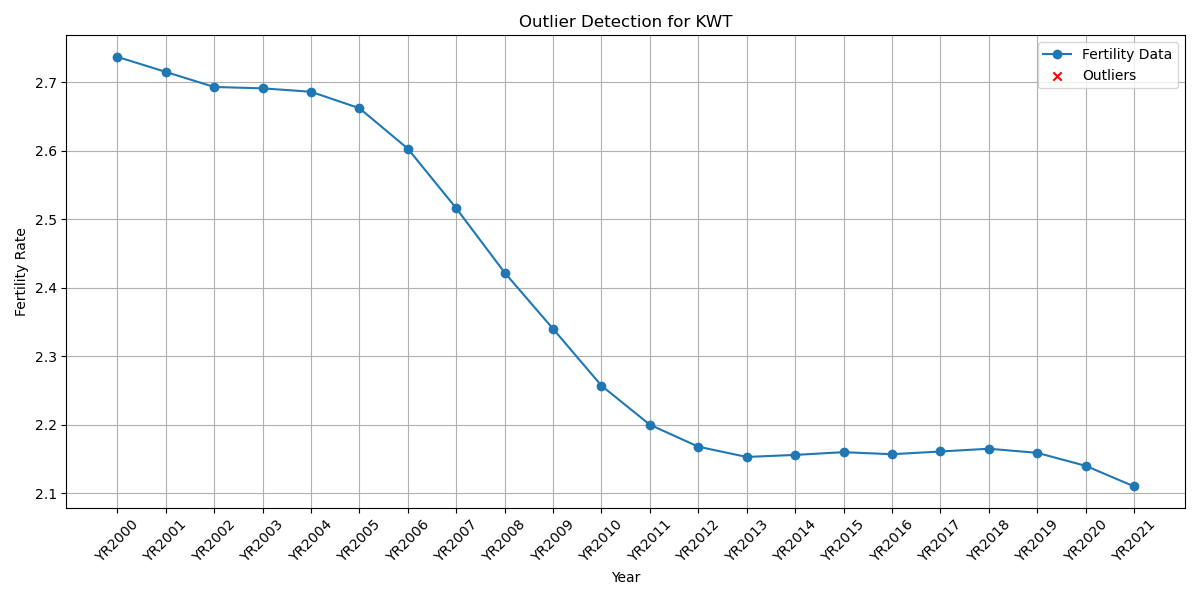 Outlier Detection for KWT
Fertility Data
Outliers
Fertility Rate
2.7
2.6
2.5
2.4
2.3
2.2
2.1
YR2000
YR2001
YR2002
YR2003
YR2004
YR2005
YR2006
YR2007
YR2008
YR2009
YR2010
YR2011
YR2012
YR2013
YR2014
YR2015
YR2016
YR2017
YR2018
YR2019
YR2020
YR2021
Year